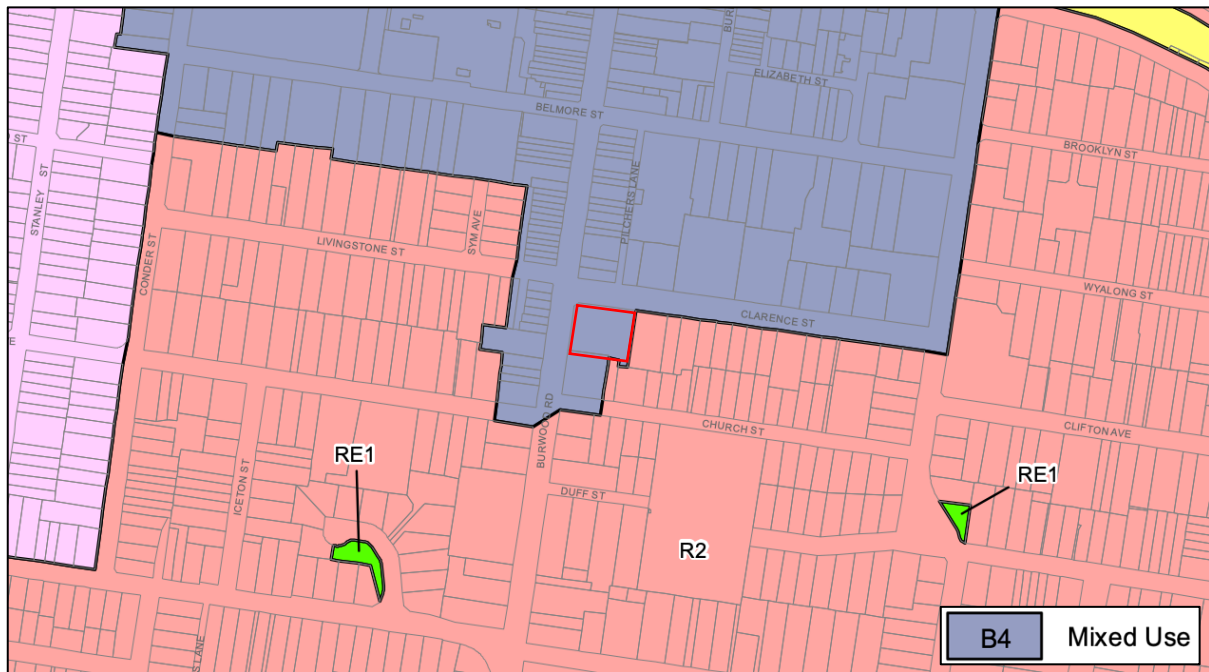 ELIZABETH ST
BELMORE ST
BROOKLYN ST
STANLEY ST
PILCHERS LANE
SYM AVE
LIVINGSTONE ST
CONDER ST
WYALONG ST
CLARENCE ST
BURWOOD RD
CHURCH ST
CLIFTON AVE
RE1
RE1
ICETON ST
DUFF ST
R2
B4 Mixed Use
LANE